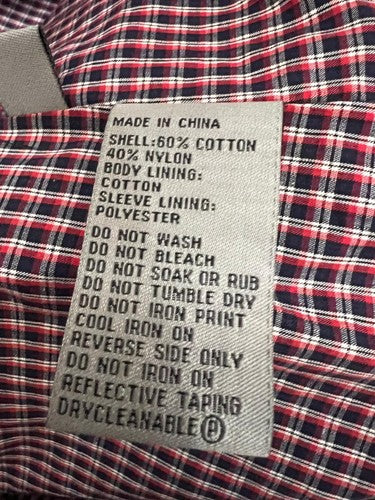 MADE IN CHINA
SHELL:60% COTTON
40% NYLON
BODY LINING:
COTTON
SLEEVE LINING:
POLYESTER
DO NOT WASH
DO NOT BLEACH
DO NOT SOAK OR RUB
DO NOT TUMBLE DRY
DO NOT IRON PRINT
COOL IRON ON
REVERSE SIDE ONLY
DO NOT IRON ON
REFLECTIVE TAPING
DRYCLEANABLE Ⓟ